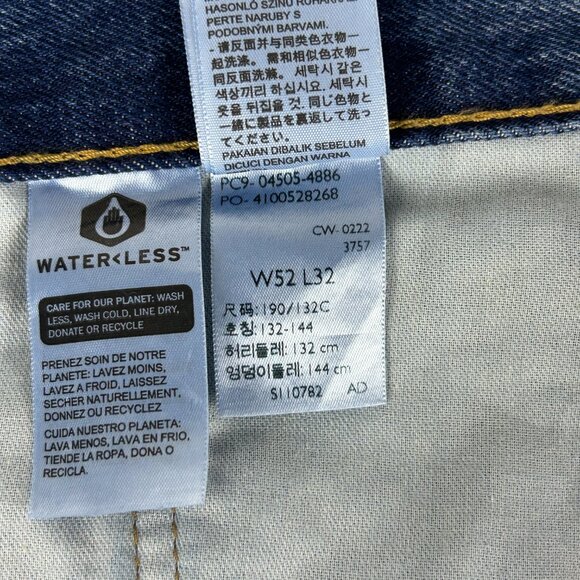 HASONLÓ SZÍNŰ RUHÁKKAL
PERTE NARUBY S
PODOBNÝMI BARVAMI.
-请反面并与同类色衣物一
起洗涤。需和相似色衣物一
同反面洗滌。세탁시 같은
색상끼리 하십시오. 세탁시
옷을 뒤집을 것. 同じ色物と
一緒に製品を裏返して洗っ
てください。
PAKAIAN DIBALIK SEBELUM
DICUCI DENGAN WARNA
PC9- 04505-4886
PO- 4100528268
CW- 0222
3757
W52 L32
尺码:190/132C
호칭:132-144
허리둘레:132 cm
엉덩이둘레:144 cm
S110782 AD
WATER<LESS™
CARE FOR OUR PLANET: WASH
LESS, WASH COLD, LINE DRY,
DONATE OR RECYCLE
PRENEZ SOIN DE NOTRE
PLANETE: LAVEZ MOINS,
LAVEZ A FROID, LAISSEZ
SECHER NATURELLEMENT,
DONNEZ OU RECYCLEZ
CUIDA NUESTRO PLANETA:
LAVA MENOS, LAVA EN FRIO,
TIENDE LA ROPA, DONA O
RECICLA.